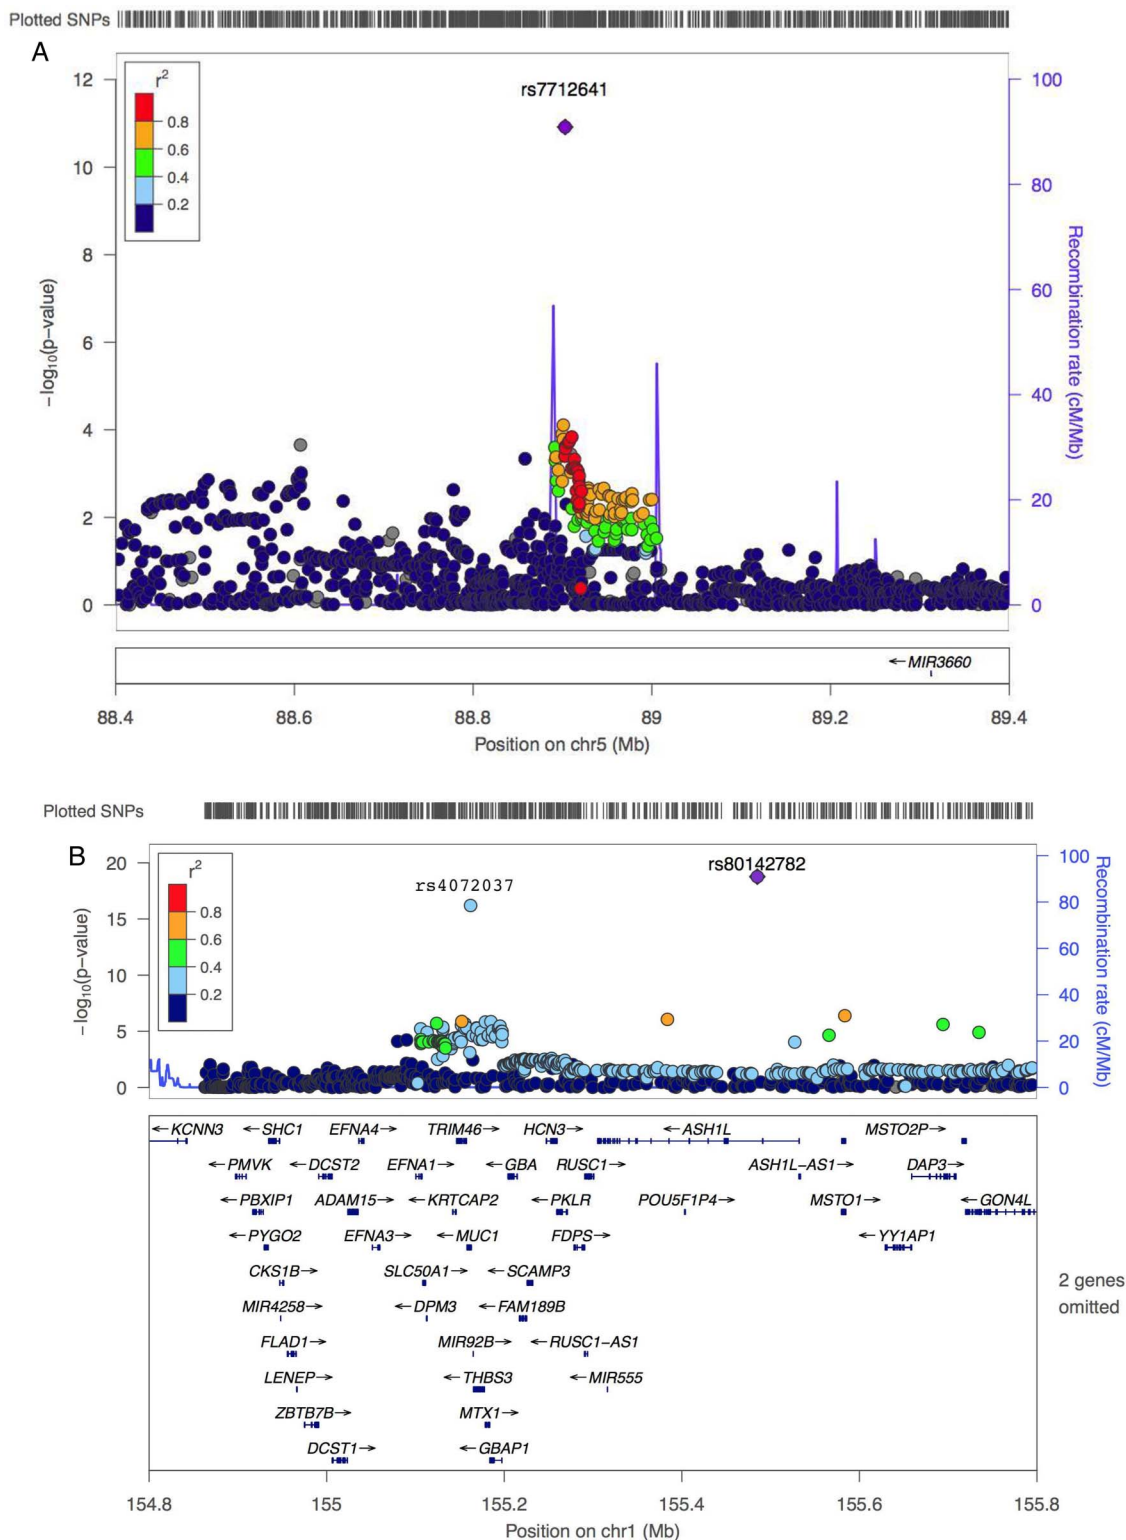 Plotted SNPs
A
r2
0.8
0.6
0.4
0.2
rs7712641
12
10
8
6
4
2
0
−log10(p−value)
100
80
60
40
20
0
Recombination rate (cM/Mb)
←MIR3660
88.4 88.6 88.8 89 89.2 89.4
Position on chr5 (Mb)
Plotted SNPs
B
r2
0.8
0.6
0.4
0.2
rs4072037
rs80142782
20
15
10
5
0
−log10(p−value)
100
80
60
40
20
0
Recombination rate (cM/Mb)
←KCNN3 ←SHC1 EFNA4→ TRIM46→ HCN3→ ←ASH1L MSTO2P→
←PMVK ←DCST2 EFNA1→ ←GBA RUSC1→ ASH1L−AS1→ DAP3→
←PBXIP1 ADAM15→ ←KRTCAP2 ←PKLR POU5F1P4→ MSTO1→ ←GON4L
←PYGO2 EFNA3→ ←MUC1 FDPS→ ←YY1AP1
CKS1B→ SLC50A1→ ←SCAMP3
MIR4258→ ←DPM3 ←FAM189B
FLAD1→ MIR92B→ ←RUSC1−AS1
LENEP→ ←THBS3 ←MIR555
ZBTB7B→ MTX1→
DCST1→ ←GBAP1
2 genes
omitted
154.8 155 155.2 155.4 155.6 155.8
Position on chr1 (Mb)